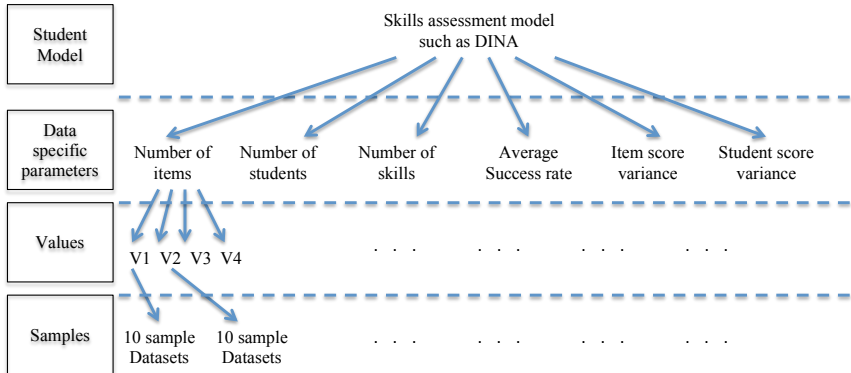 Student
Model
Skills assessment model
such as DINA
Data
specific
parameters
Number of
items
Number of
students
Number of
skills
Average
Success rate
Item score
variance
Student score
variance
Values
V1 V2 V3 V4
. . . . . . . . . . . .
Samples
10 sample
Datasets
10 sample
Datasets
. . . . . . . . . . . .